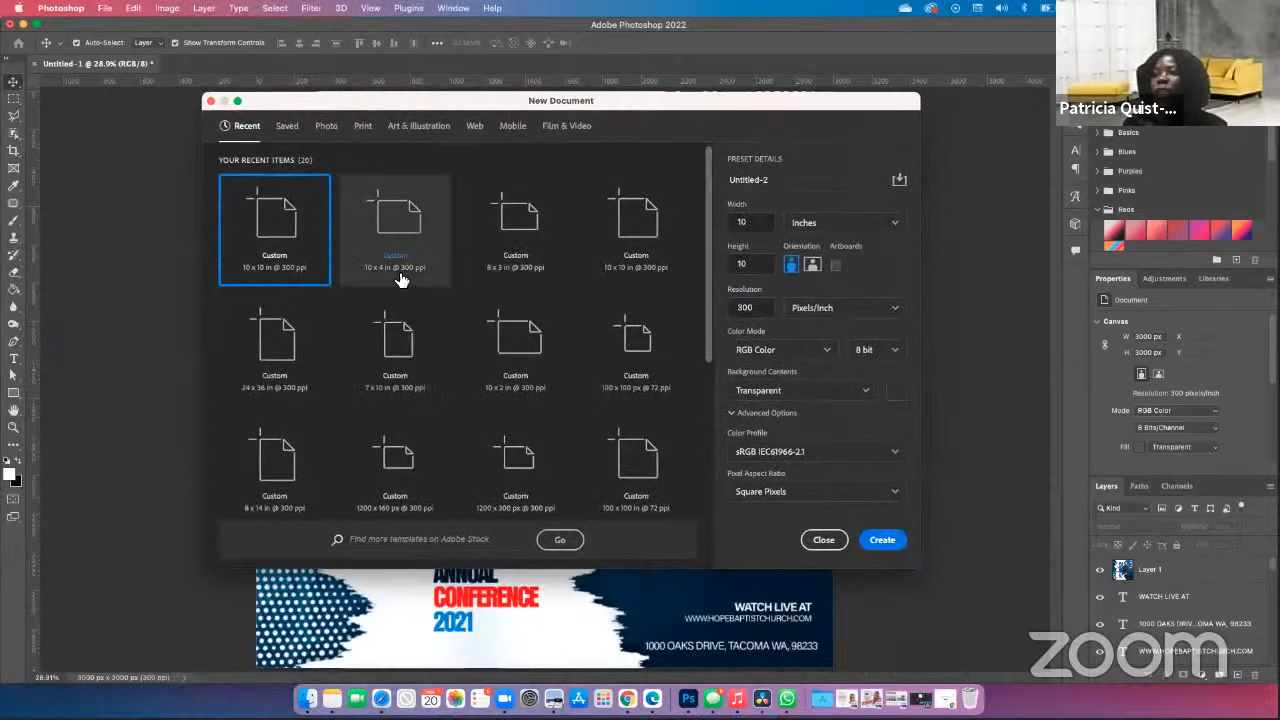 Photoshop File Edit Image Layer Type Select Filter 3D View Plugins Window Help
Adobe Photoshop 2022
Auto-Select: Layer Show Transform Controls
Untitled-1 @ 28.9% (RGB/8) *
Patricia Quist-...
New Document
Recent Saved Photo Print Art & Illustration Web Mobile Film & Video
YOUR RECENT ITEMS (20)
Custom
10 x 10 in @ 300 ppi
Custom
10 x 4 in @ 300 ppi
Custom
8 x 3 in @ 300 ppi
Custom
10 x 10 in @ 300 ppi
Custom
24 x 36 in @ 300 ppi
Custom
7 x 10 in @ 300 ppi
Custom
10 x 2 in @ 300 ppi
Custom
100 x 100 px @ 72 ppi
Custom
8 x 14 in @ 300 ppi
Custom
1200 x 160 px @ 300 ppi
Custom
1200 x 300 px @ 300 ppi
Custom
100 x 100 in @ 72 ppi
Find more templates on Adobe Stock
Go
PRESET DETAILS
Untitled-2
Width
10 Inches
Height Orientation Artboards
10
Resolution
300 Pixels/Inch
Color Mode
RGB Color 8 bit
Background Contents
Transparent
Advanced Options
Color Profile
sRGB IEC61966-2.1
Pixel Aspect Ratio
Square Pixels
Close Create
Basics
Blues
Purples
Pinks
Reds
Properties Adjustments Libraries
Document
Canvas
W 3000 px X
H 3000 px Y
Resolution: 300 pixels/inch
Mode RGB Color
8 Bits/Channel
Fill Transparent
Layers Paths Channels
Kind
Normal Opacity:
Lock: Fill:
Layer 1
WATCH LIVE AT
1000 OAKS DRIV...OMA WA, 98233
WWW.HOPEBAPTISTCHURCH.COM
ANNUAL
CONFERENCE
2021
WATCH LIVE AT
WWW.HOPEBAPTISTCHURCH.COM
1000 OAKS DRIVE, TACOMA WA, 98233
28.91% 3000 px x 3000 px (300 ppi)
zoom